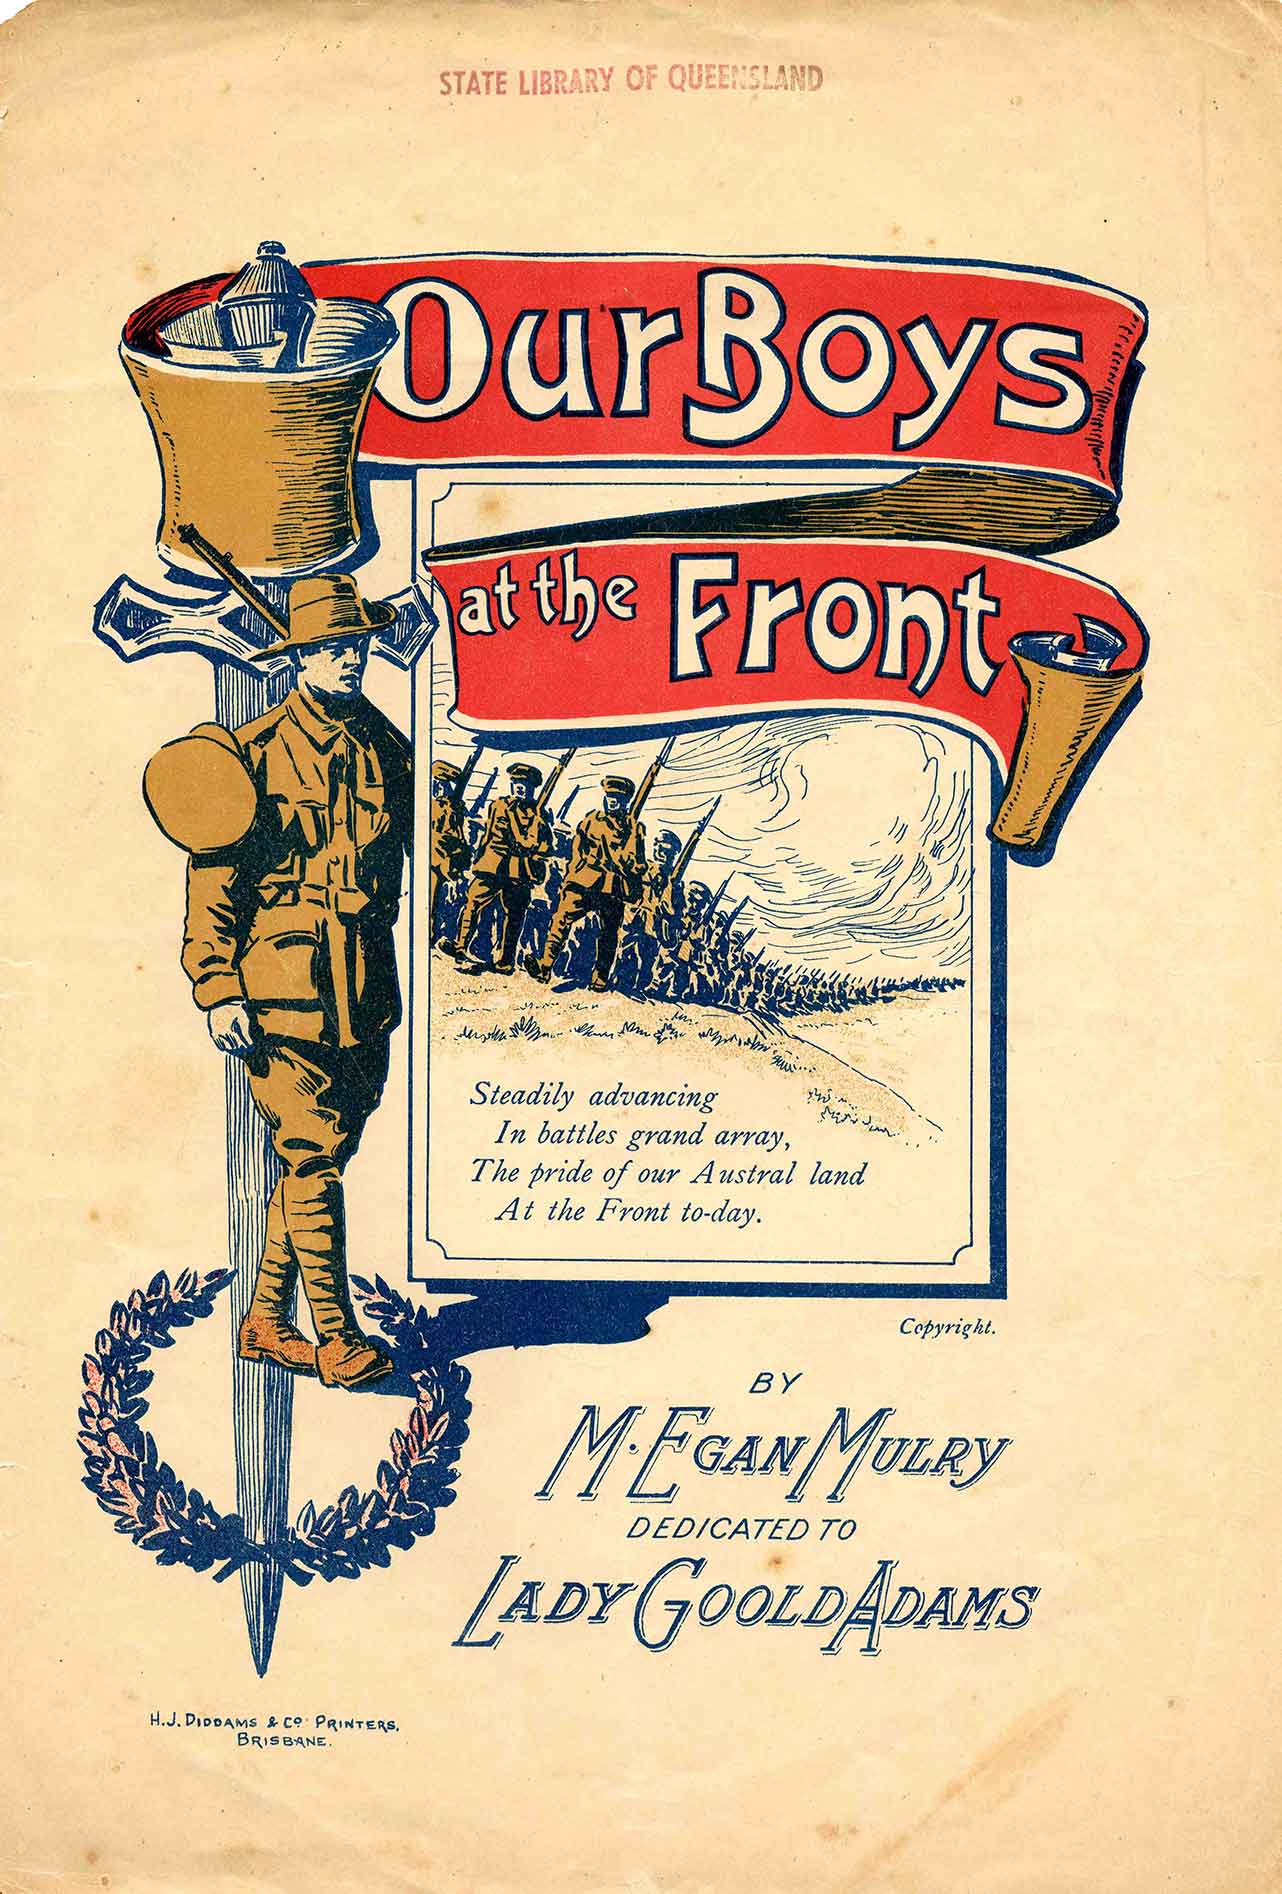 STATE LIBRARY OF QUEENSLAND
Our Boys
at the Front
Steadily advancing
In battles grand array,
The pride of our Austral land
At the Front to-day.
Copyright.
BY
M. EGAN MULRY
DEDICATED TO
LADY GOOLD ADAMS
H.J. DIDDAMS & Co. PRINTERS,
BRISBANE.